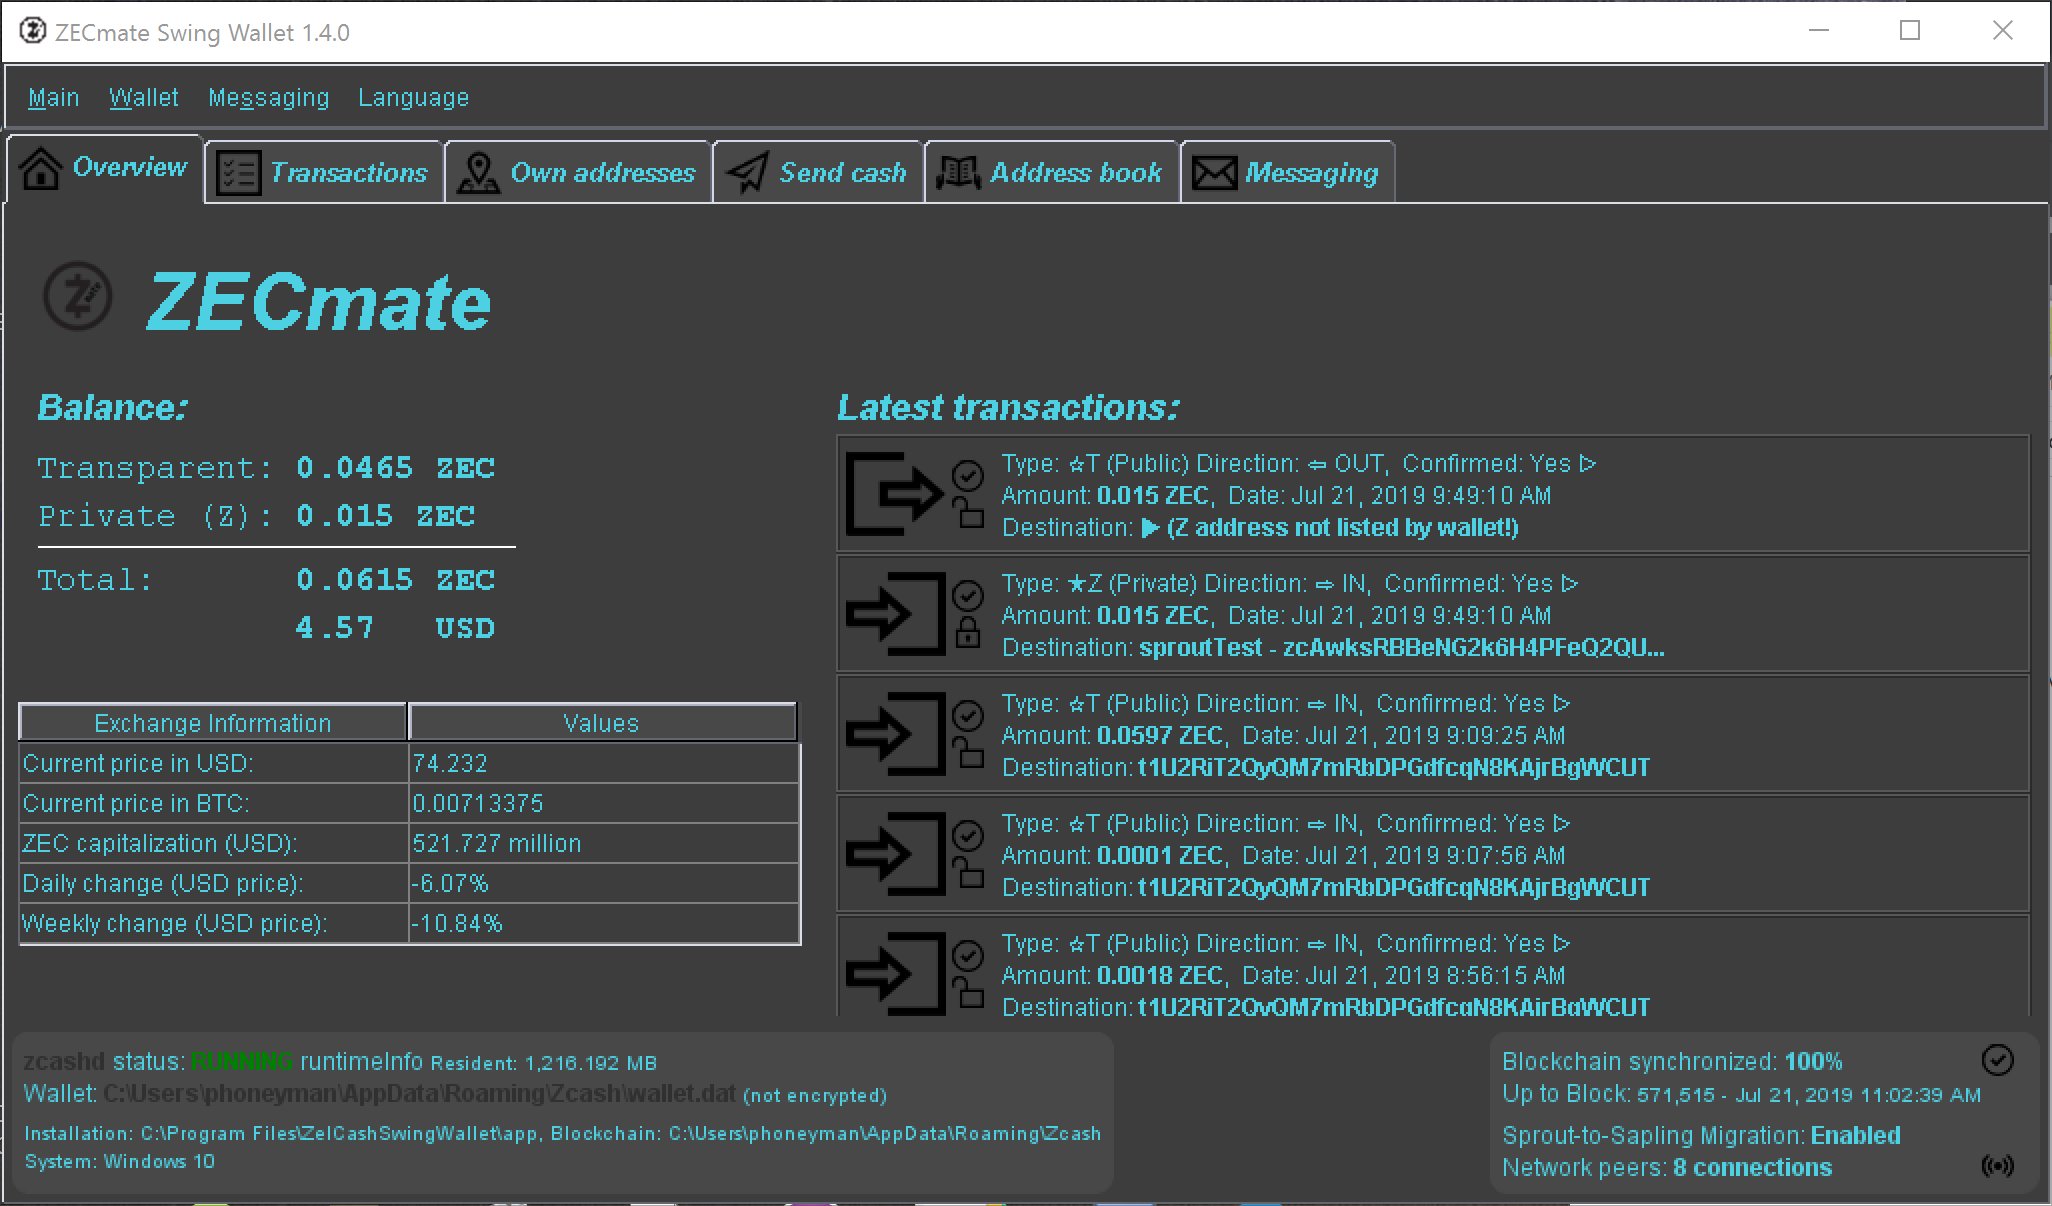 ZECmate Swing Wallet 1.4.0
Main Wallet Messaging Language
Overview Transactions Own addresses Send cash Address book Messaging
ZECmate
Balance:
Transparent: 0.0465 ZEC
Private (Z): 0.015 ZEC
Total: 0.0615 ZEC
4.57 USD
Exchange Information Values
Current price in USD: 74.232
Current price in BTC: 0.00713375
ZEC capitalization (USD): 521.727 million
Daily change (USD price): -6.07%
Weekly change (USD price): -10.84%
Latest transactions:
Type: ☆T (Public) Direction: ⇦ OUT, Confirmed: Yes ▷
Amount: 0.015 ZEC, Date: Jul 21, 2019 9:49:10 AM
Destination: ▶ (Z address not listed by wallet!)
Type: ★Z (Private) Direction: ⇨ IN, Confirmed: Yes ▷
Amount: 0.015 ZEC, Date: Jul 21, 2019 9:49:10 AM
Destination: sproutTest - zcAwksRBBeNG2k6H4PFeQ2QU...
Type: ☆T (Public) Direction: ⇨ IN, Confirmed: Yes ▷
Amount: 0.0597 ZEC, Date: Jul 21, 2019 9:09:25 AM
Destination: t1U2RiT2QyQM7mRbDPGdfcqN8KAjrBgWCUT
Type: ☆T (Public) Direction: ⇨ IN, Confirmed: Yes ▷
Amount: 0.0001 ZEC, Date: Jul 21, 2019 9:07:56 AM
Destination: t1U2RiT2QyQM7mRbDPGdfcqN8KAjrBgWCUT
Type: ☆T (Public) Direction: ⇨ IN, Confirmed: Yes ▷
Amount: 0.0018 ZEC, Date: Jul 21, 2019 8:56:15 AM
Destination: t1U2RiT2QyQM7mRbDPGdfcqN8KAjrBgWCUT
zcashd status: RUNNING runtimeInfo Resident: 1,216.192 MB
Wallet: C:\Users\phoneyman\AppData\Roaming\Zcash\wallet.dat (not encrypted)
Installation: C:\Program Files\ZelCashSwingWallet\app, Blockchain: C:\Users\phoneyman\AppData\Roaming\Zcash
System: Windows 10
Blockchain synchronized: 100%
Up to Block: 571,515 - Jul 21, 2019 11:02:39 AM
Sprout-to-Sapling Migration: Enabled
Network peers: 8 connections